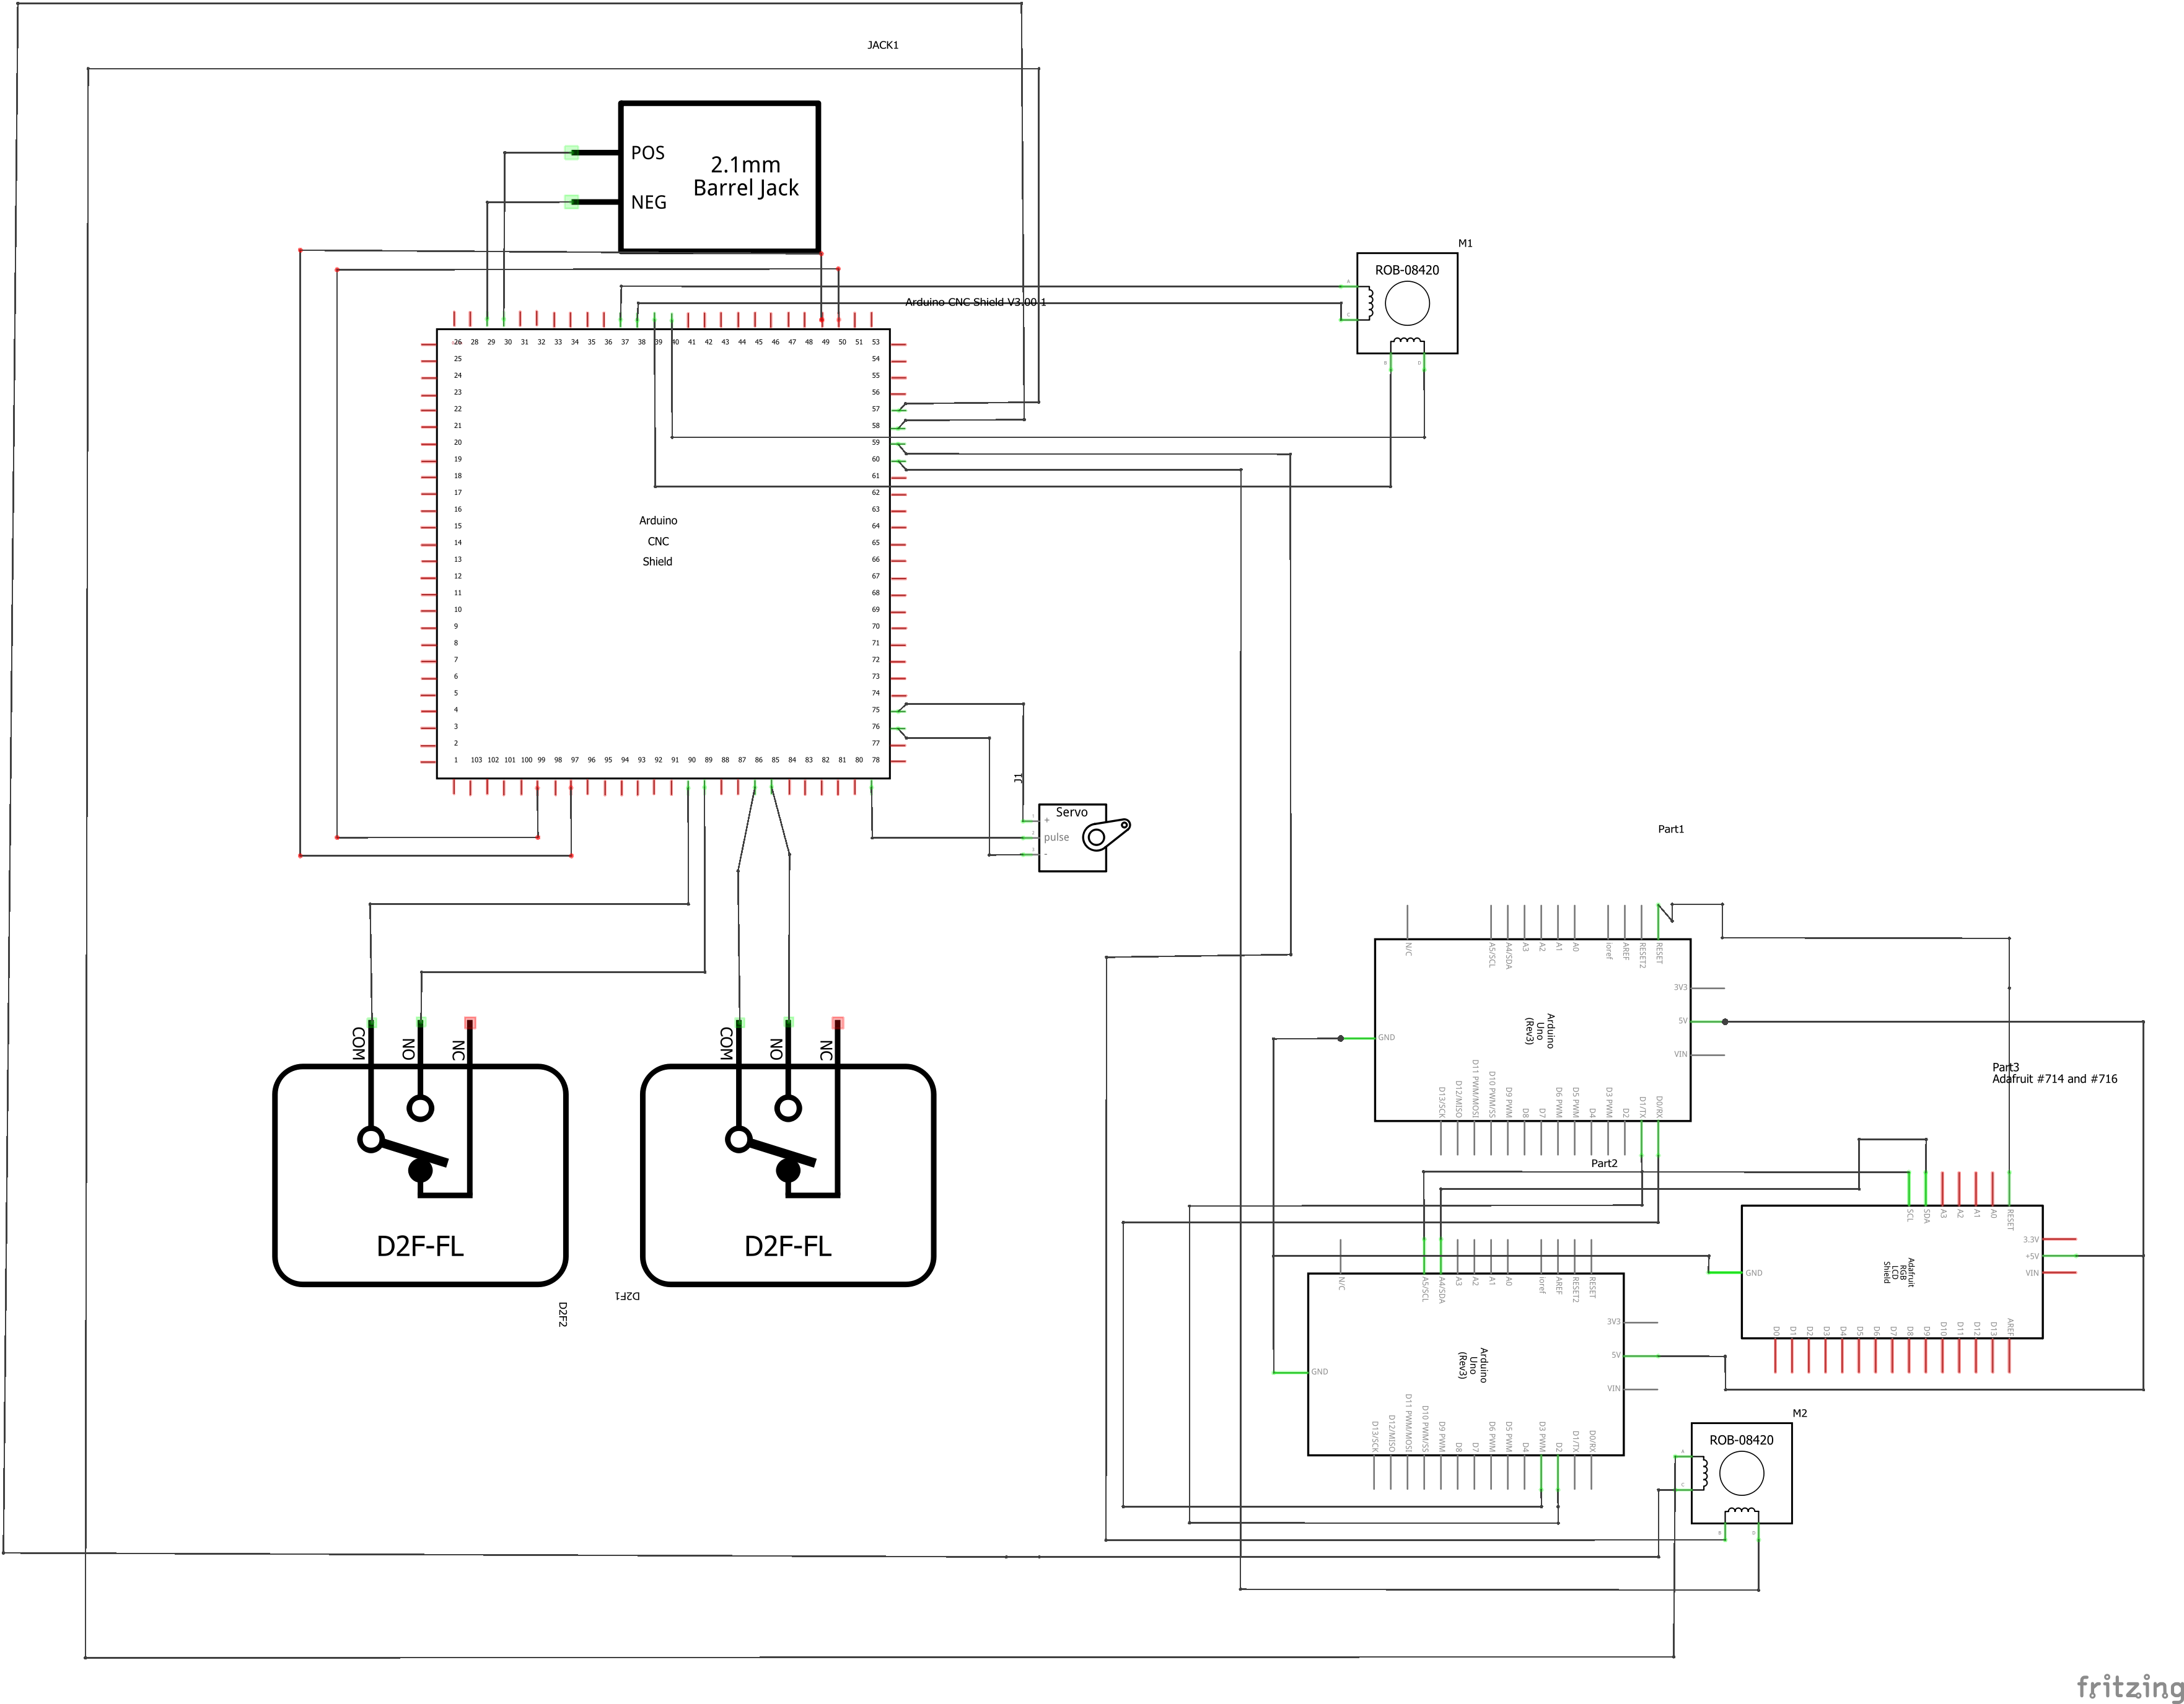 JACK1
POS
NEG
2.1mm
Barrel Jack
M1
ROB-08420
A
C
B
D
Arduino CNC Shield V3.00 1
26 28 29 30 31 32 33 34 35 36 37 38 39 40 41 42 43 44 45 46 47 48 49 50 51 53
25
24
23
22
21
20
19
18
17
16
15
14
13
12
11
10
9
8
7
6
5
4
3
2
1
54
55
56
57
58
59
60
61
62
63
64
65
66
67
68
69
70
71
72
73
74
75
76
77
Arduino
CNC
Shield
103 102 101 100 99 98 97 96 95 94 93 92 91 90 89 88 87 86 85 84 83 82 81 80 78
J1
Servo
1
+
2
pulse
3
-
COM
NO
NC
D2F-FL
D2F2
COM
NO
NC
D2F-FL
D2F1
Part1
N/C
A5/SCL
A4/SDA
A3
A2
A1
A0
ioref
AREF
RESET2
RESET
3V3
5V
VIN
GND
Arduino
Uno
(Rev3)
D13/SCK
D12/MISO
D11 PWM/MOSI
D10 PWM/SS
D9 PWM
D8
D7
D6 PWM
D5 PWM
D4
D3 PWM
D2
D1/TX
D0/RX
Part2
N/C
A5/SCL
A4/SDA
A3
A2
A1
A0
ioref
AREF
RESET2
RESET
3V3
5V
VIN
GND
Arduino
Uno
(Rev3)
D13/SCK
D12/MISO
D11 PWM/MOSI
D10 PWM/SS
D9 PWM
D8
D7
D6 PWM
D5 PWM
D4
D3 PWM
D2
D1/TX
D0/RX
Part3
Adafruit #714 and #716
SCL
SDA
A3
A2
A1
A0
RESET
3.3V
+5V
VIN
GND
Adafruit
RGB
LCD
Shield
D0
D1
D2
D3
D4
D5
D6
D7
D8
D9
D10
D11
D12
D13
AREF
M2
ROB-08420
A
C
B
D
fritzing